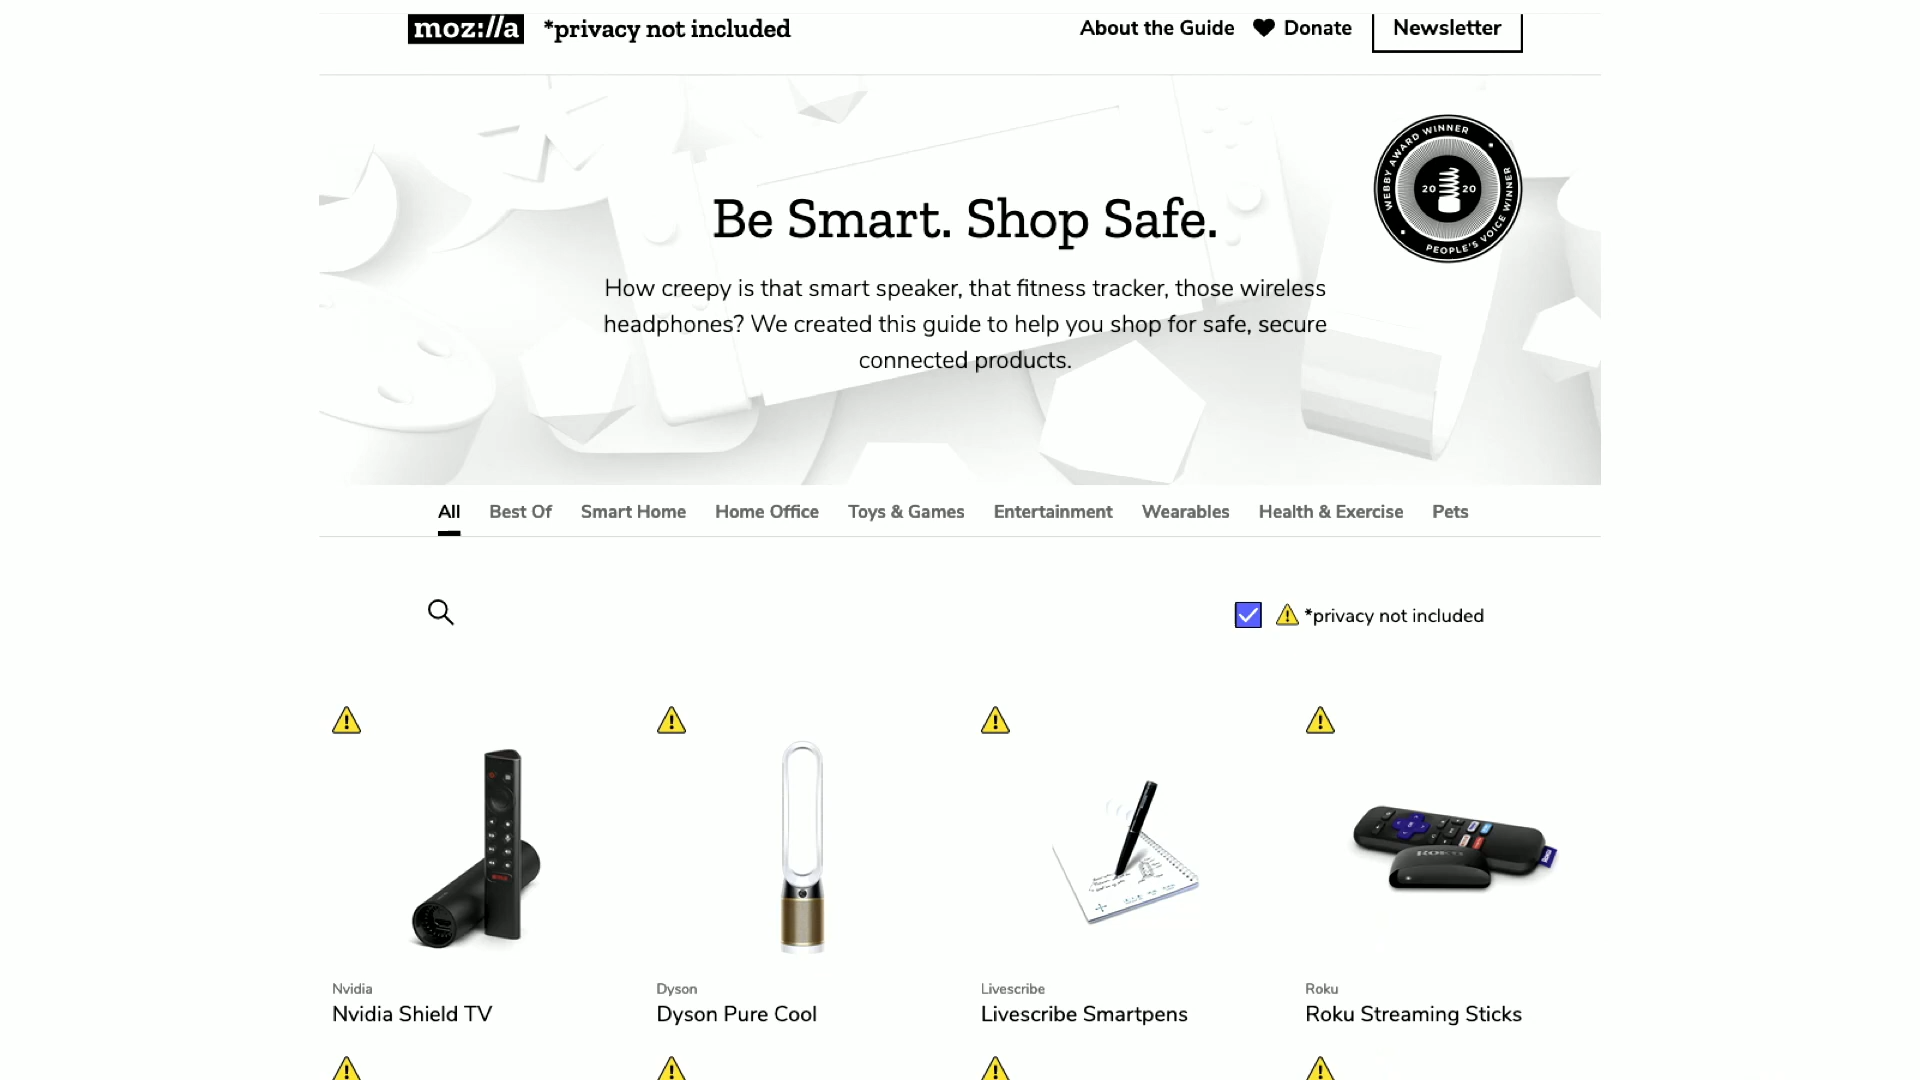 moz://a *privacy not included About the Guide Donate Newsletter
WEBBY AWARD WINNER
20 20
PEOPLE'S VOICE WINNER
Be Smart. Shop Safe.
How creepy is that smart speaker, that fitness tracker, those wireless
headphones? We created this guide to help you shop for safe, secure
connected products.
All Best Of Smart Home Home Office Toys & Games Entertainment Wearables Health & Exercise Pets
*privacy not included
ROKU
Nvidia Dyson Livescribe Roku
Nvidia Shield TV Dyson Pure Cool Livescribe Smartpens Roku Streaming Sticks